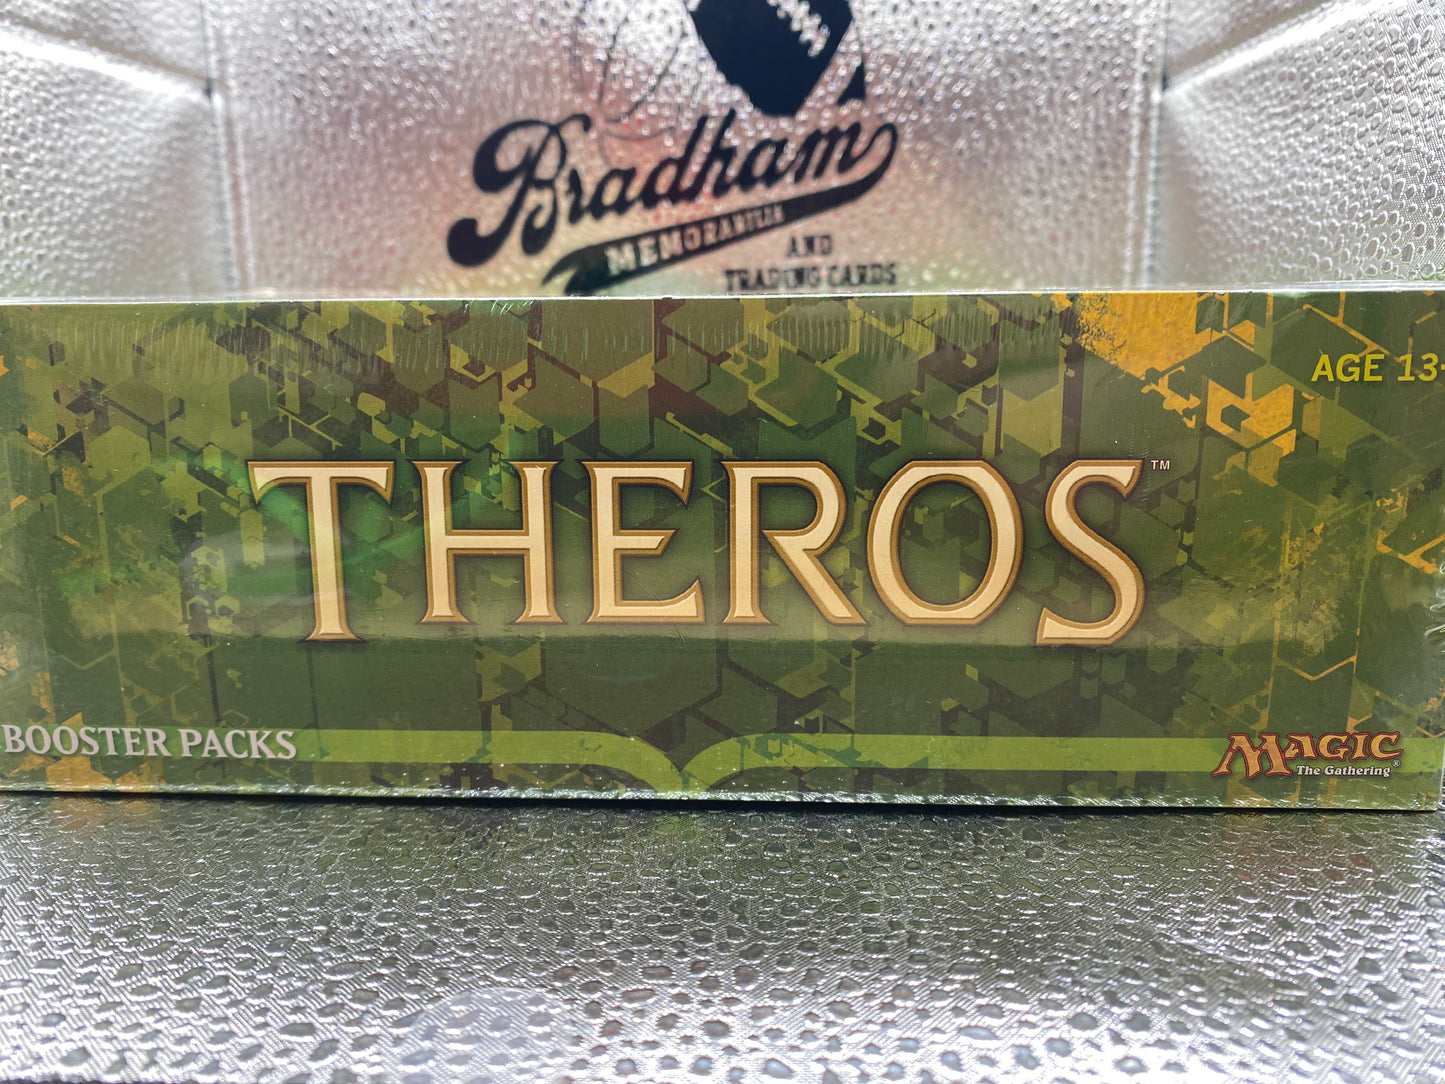 Bradham
MEMORABILIA
AND
TRADING CARDS
AGE 13+
THEROS™
BOOSTER PACKS
MAGIC
The Gathering®